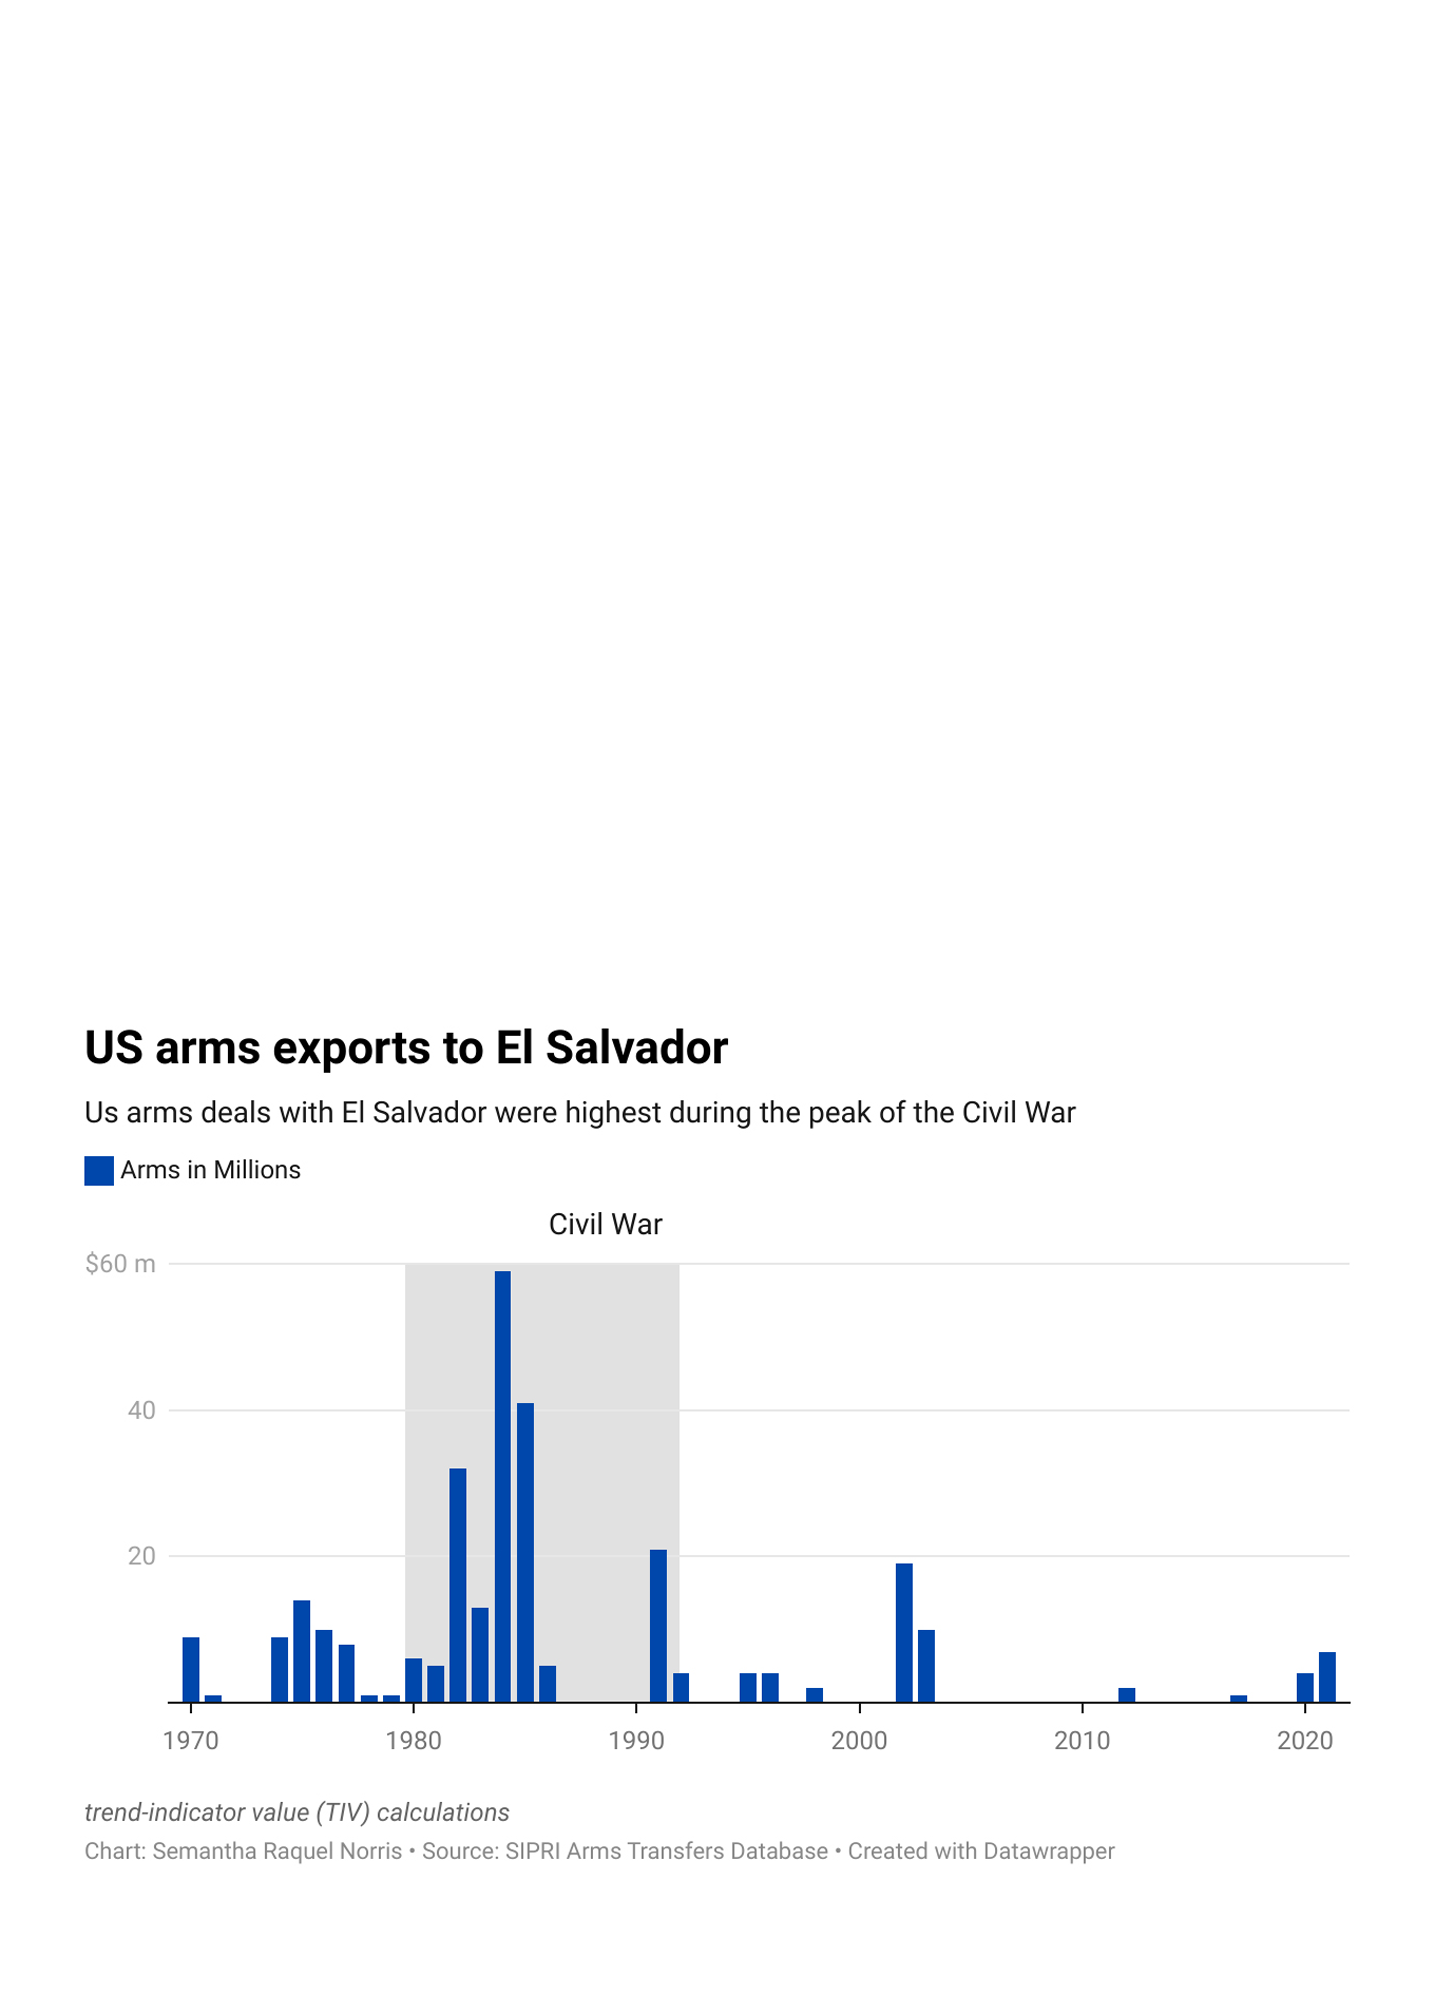 US arms exports to El Salvador
Us arms deals with El Salvador were highest during the peak of the Civil War
Arms in Millions
Civil War
$60 m
40
20
1970 1980 1990 2000 2010 2020
trend-indicator value (TIV) calculations
Chart: Semantha Raquel Norris • Source: SIPRI Arms Transfers Database • Created with Datawrapper